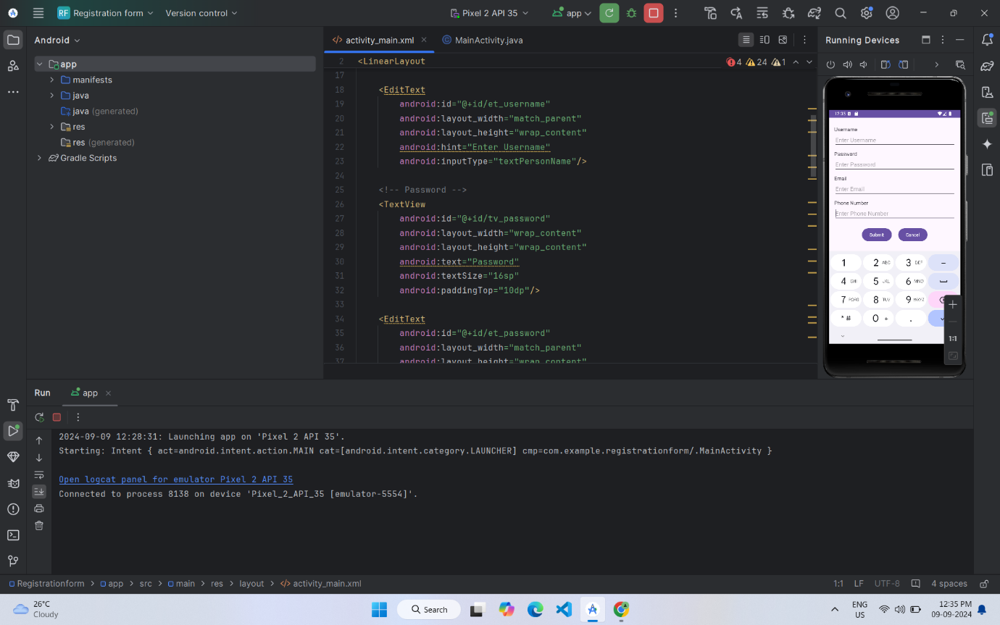 RF Registration form
Version control
Pixel 2 API 35
app
Android
app
manifests
java
java (generated)
res
res (generated)
Gradle Scripts
activity_main.xml
MainActivity.java
4 24 1
2 <LinearLayout
17
18 <EditText
19 android:id="@+id/et_username"
20 android:layout_width="match_parent"
21 android:layout_height="wrap_content"
22 android:hint="Enter Username"
23 android:inputType="textPersonName"/>
24
25 <!-- Password -->
26 <TextView
27 android:id="@+id/tv_password"
28 android:layout_width="wrap_content"
29 android:layout_height="wrap_content"
30 android:text="Password"
31 android:textSize="16sp"
32 android:paddingTop="10dp"/>
33
34 <EditText
35 android:id="@+id/et_password"
36 android:layout_width="match_parent"
37 android:layout_height="wrap_content"
Running Devices
12:35
Username
Enter Username
Password
Enter Password
Email
Enter Email
Phone Number
Enter Phone Number
Submit Cancel
1 2 ABC 3 DEF −
4 GHI 5 JKL 6 MNO
7 PQRS 8 TUV 9 WXYZ
* # 0 + .
1:1
Run
app
2024-09-09 12:28:31: Launching app on 'Pixel 2 API 35'.
Starting: Intent { act=android.intent.action.MAIN cat=[android.intent.category.LAUNCHER] cmp=com.example.registrationform/.MainActivity }
Open logcat panel for emulator Pixel 2 API 35
Connected to process 8138 on device 'Pixel_2_API_35 [emulator-5554]'.
Registrationform > app > src > main > res > layout > activity_main.xml
1:1 LF UTF-8 4 spaces
26°C
Cloudy
Search
ENG
US
12:35 PM
09-09-2024